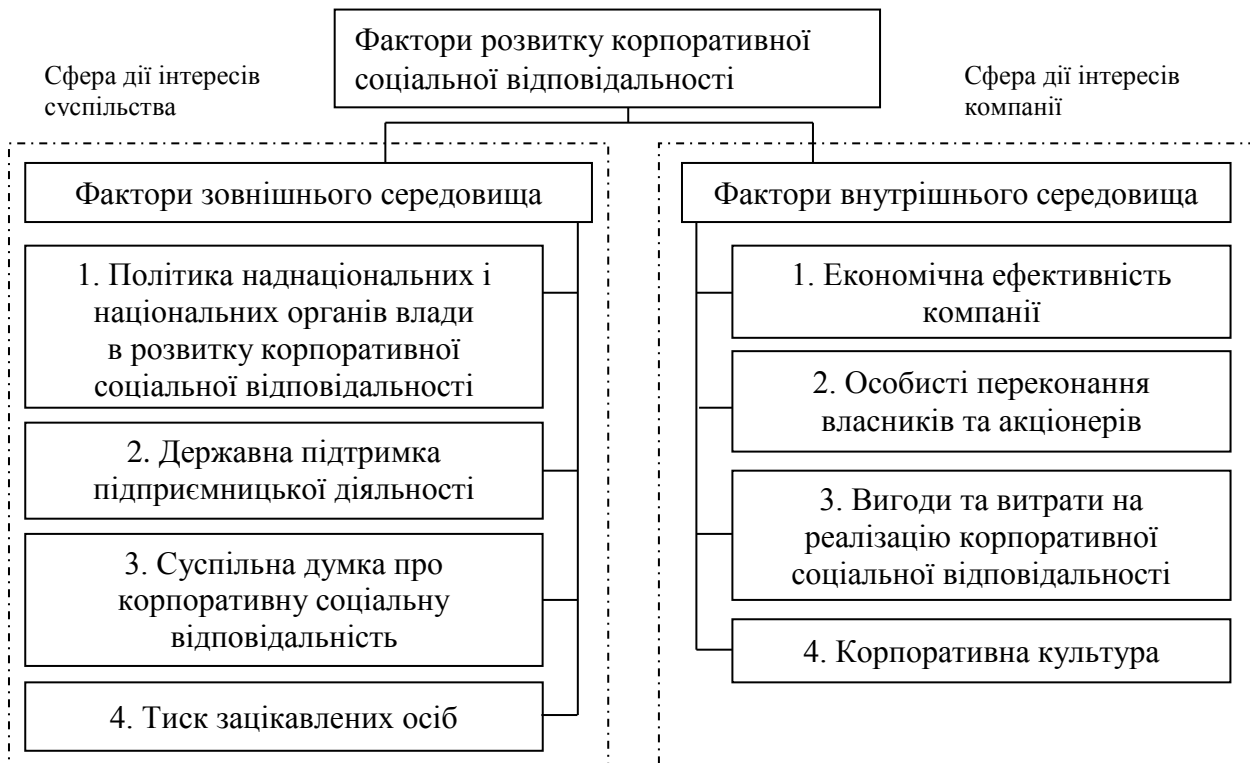 Фактори розвитку корпоративної
соціальної відповідальності
Сфера дії інтересів
суспільства
Сфера дії інтересів
компанії
Фактори зовнішнього середовища
1. Політика наднаціональних і
національних органів влади
в розвитку корпоративної
соціальної відповідальності
2. Державна підтримка
підприємницької діяльності
3. Суспільна думка про
корпоративну соціальну
відповідальність
4. Тиск зацікавлених осіб
Фактори внутрішнього середовища
1. Економічна ефективність
компанії
2. Особисті переконання
власників та акціонерів
3. Вигоди та витрати на
реалізацію корпоративної
соціальної відповідальності
4. Корпоративна культура